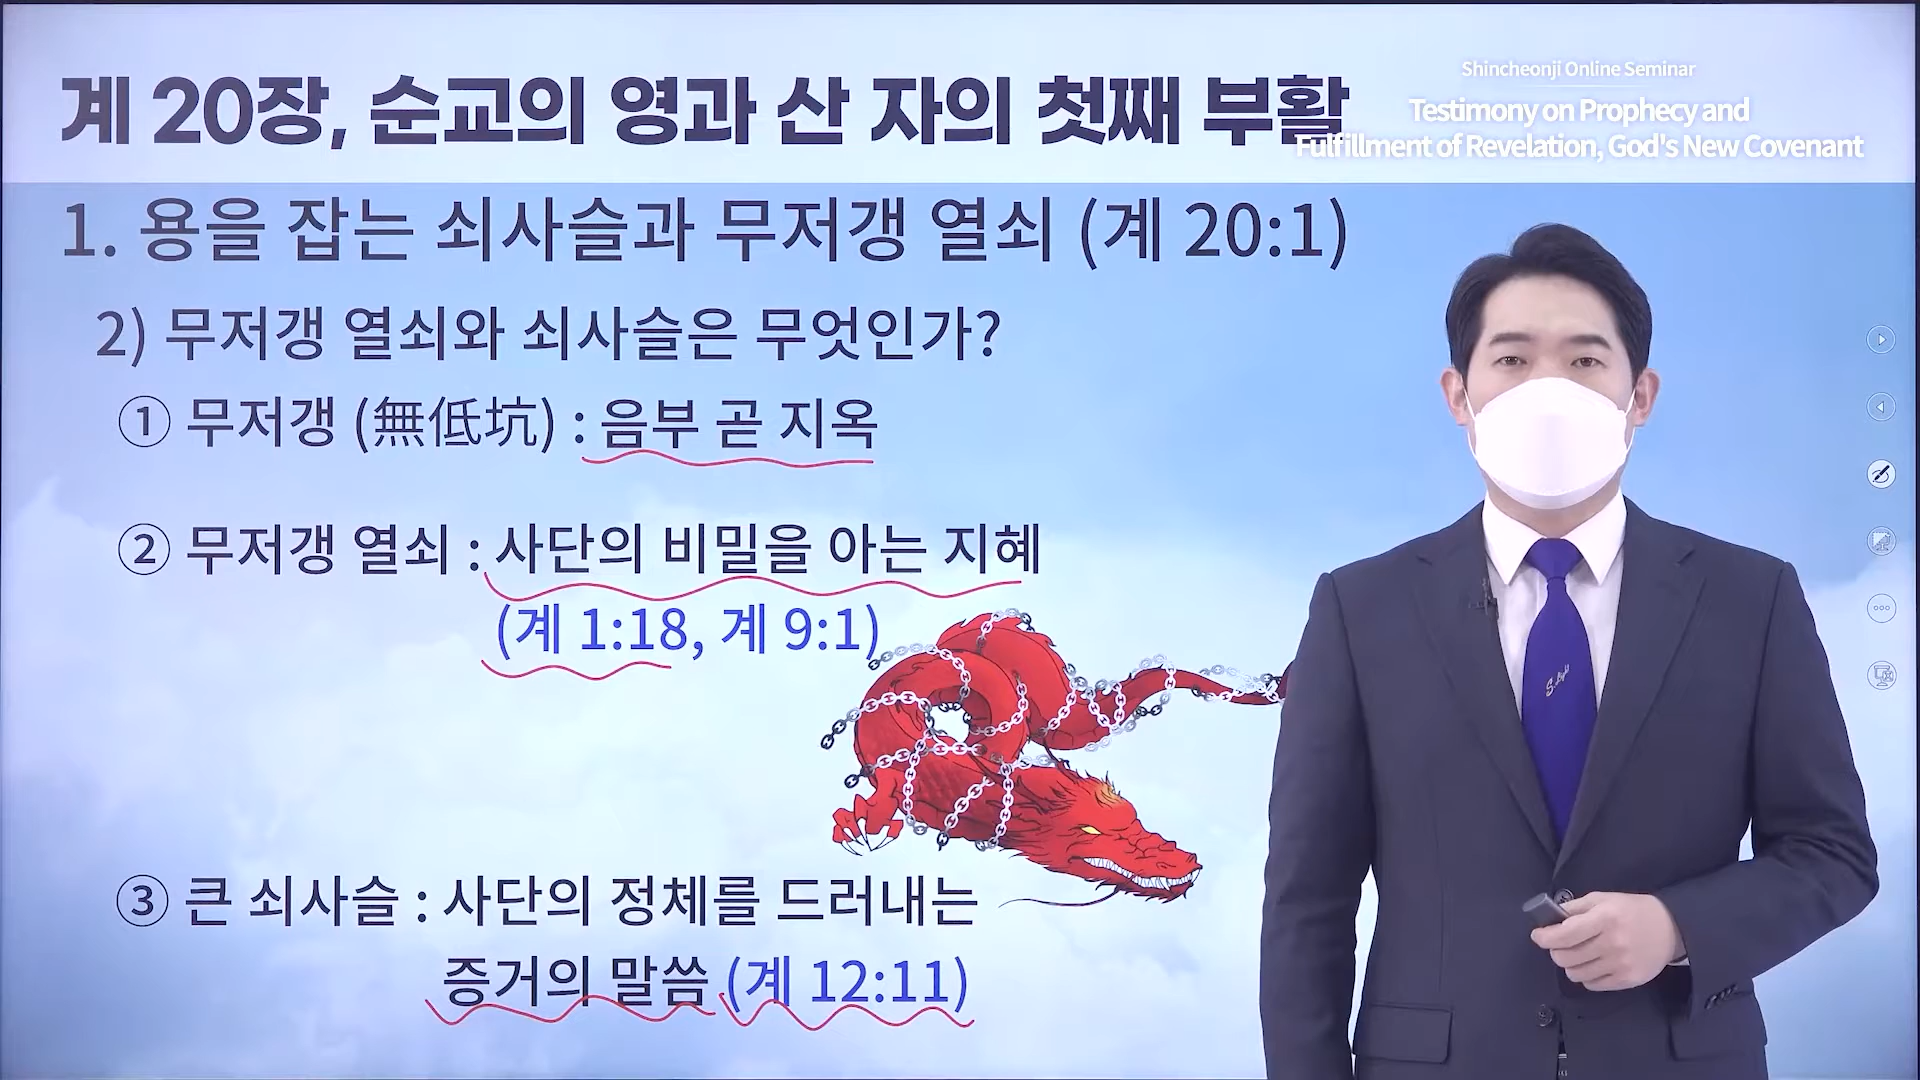 계 20장, 순교의 영과 산 자의 첫째 부활
Shincheonji Online Seminar
Testimony on Prophecy and
Fulfillment of Revelation, God's New Covenant
1. 용을 잡는 쇠사슬과 무저갱 열쇠 (계 20:1)
2) 무저갱 열쇠와 쇠사슬은 무엇인가?
① 무저갱 (無低坑) : 음부 곧 지옥
② 무저갱 열쇠 : 사단의 비밀을 아는 지혜
(계 1:18, 계 9:1)
③ 큰 쇠사슬 : 사단의 정체를 드러내는
증거의 말씀 (계 12:11)